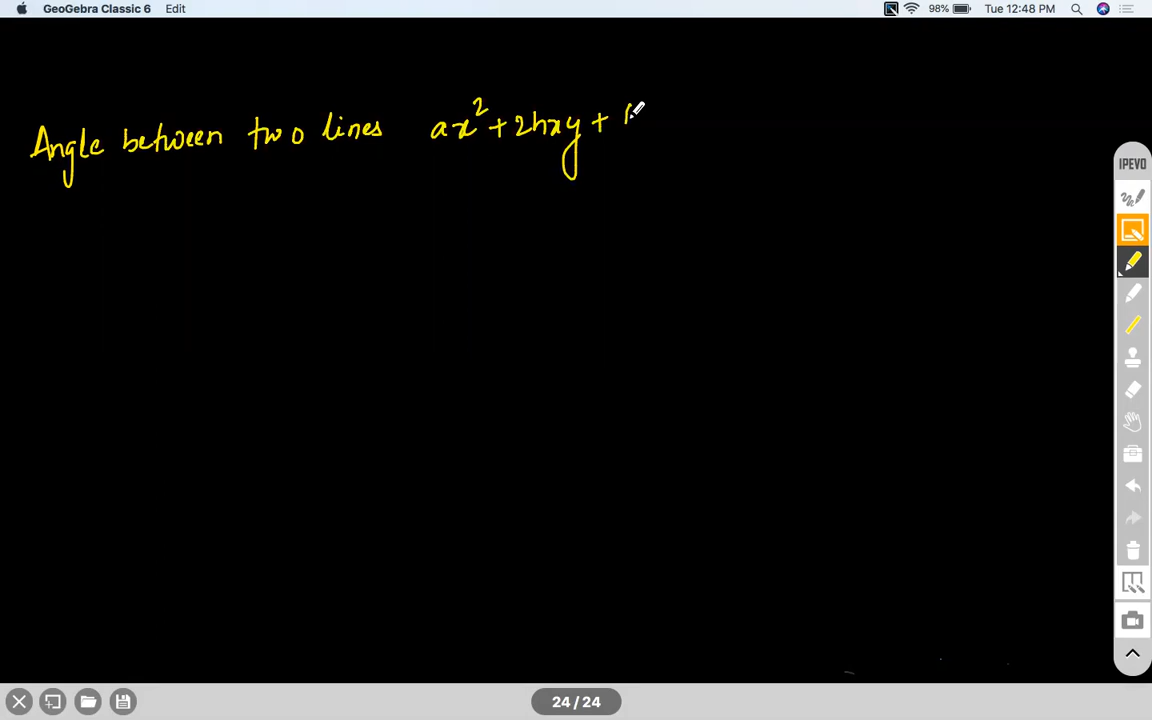 GeoGebra Classic 6 Edit 98% Tue 12:48 PM
Angle between two lines ax² + 2hxy +
IPEVO
24 / 24